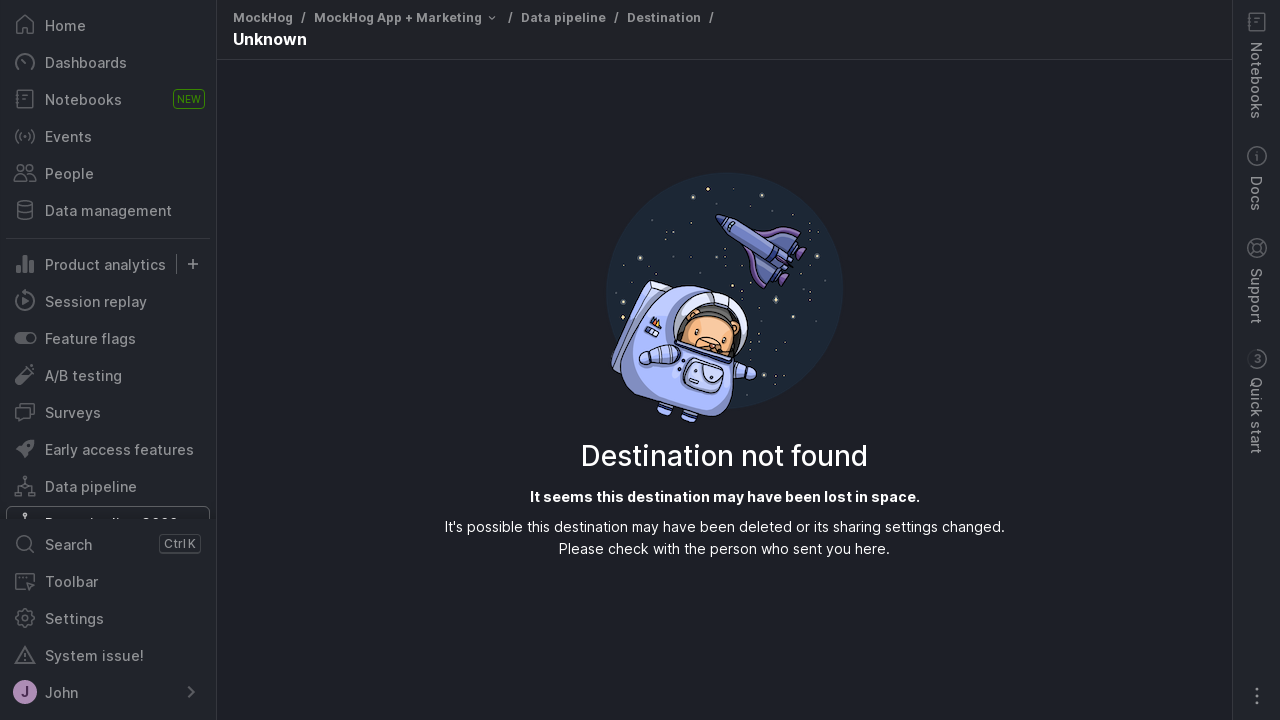 Home
Dashboards
Notebooks
NEW
Events
People
Data management
Product analytics
Session replay
Feature flags
A/B testing
Surveys
Early access features
Data pipeline
Search
Ctrl K
Toolbar
Settings
System issue!
J
John
MockHog / MockHog App + Marketing / Data pipeline / Destination /
Unknown
Destination not found
It seems this destination may have been lost in space.
It's possible this destination may have been deleted or its sharing settings changed.
Please check with the person who sent you here.
Notebooks
Docs
Support
3
Quick start